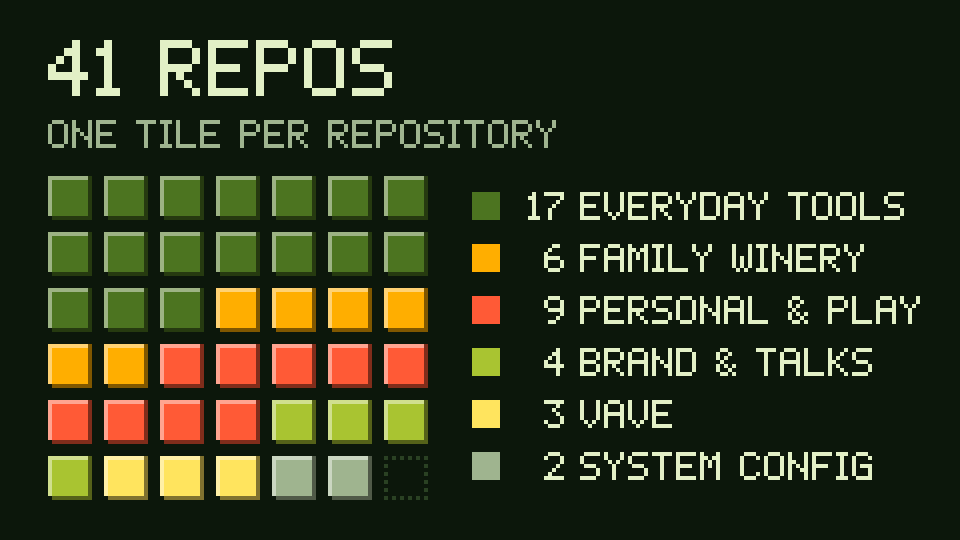 41 REPOS
ONE TILE PER REPOSITORY
17 EVERYDAY TOOLS
6 FAMILY WINERY
9 PERSONAL & PLAY
4 BRAND & TALKS
3 VAVE
2 SYSTEM CONFIG